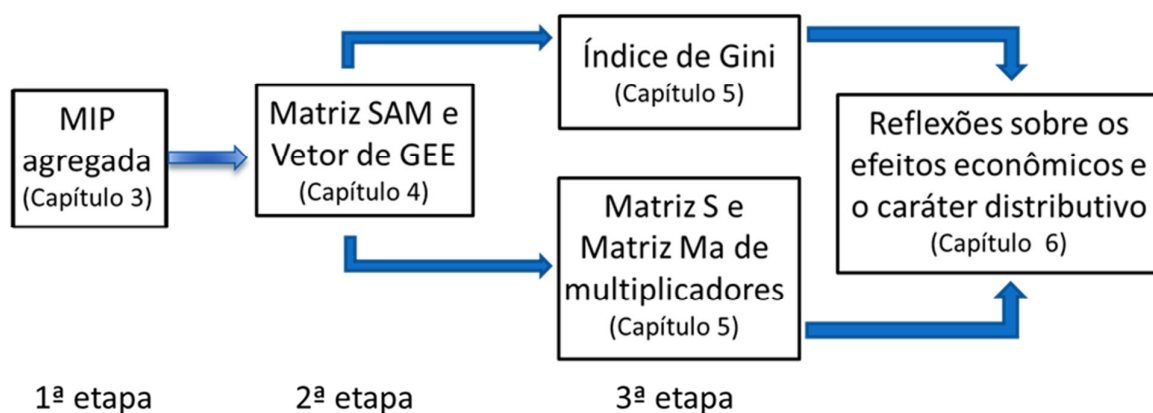 MIP
agregada
(Capítulo 3)
Matriz SAM e
Vetor de GEE
(Capítulo 4)
Índice de Gini
(Capítulo 5)
Matriz S e
Matriz Ma de
multiplicadores
(Capítulo 5)
Reflexões sobre os
efeitos econômicos e
o caráter distributivo
(Capítulo 6)
1ª etapa
2ª etapa
3ª etapa